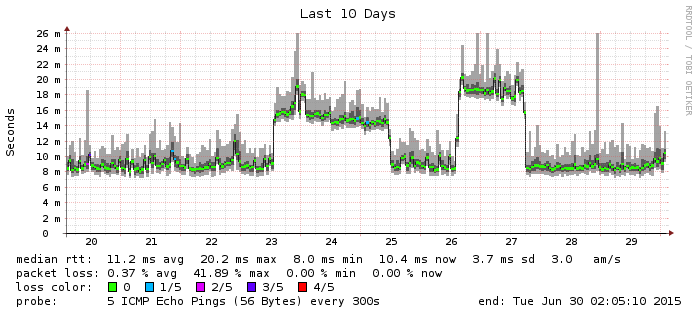 Last 10 Days
RRDTOOL / TOBI OETIKER
Seconds
26 m
24 m
22 m
20 m
18 m
16 m
14 m
12 m
10 m
8 m
6 m
4 m
2 m
0
20 21 22 23 24 25 26 27 28 29
median rtt: 11.2 ms avg 20.2 ms max 8.0 ms min 10.4 ms now 3.7 ms sd 3.0 am/s
packet loss: 0.37 % avg 41.89 % max 0.00 % min 0.00 % now
loss color: 0 1/5 2/5 3/5 4/5
probe: 5 ICMP Echo Pings (56 Bytes) every 300s end: Tue Jun 30 02:05:10 2015